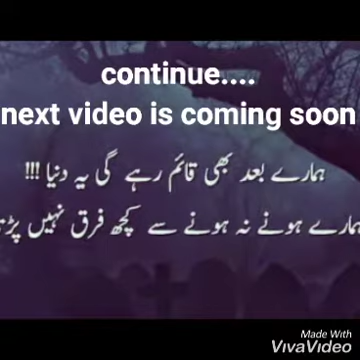 continue....
next video is coming soon
ہمارے بعد بھی قائم رہے گی یہ دنیا !!!
ہمارے ہونے نہ ہونے سے کچھ فرق نہیں
Made With
VivaVideo